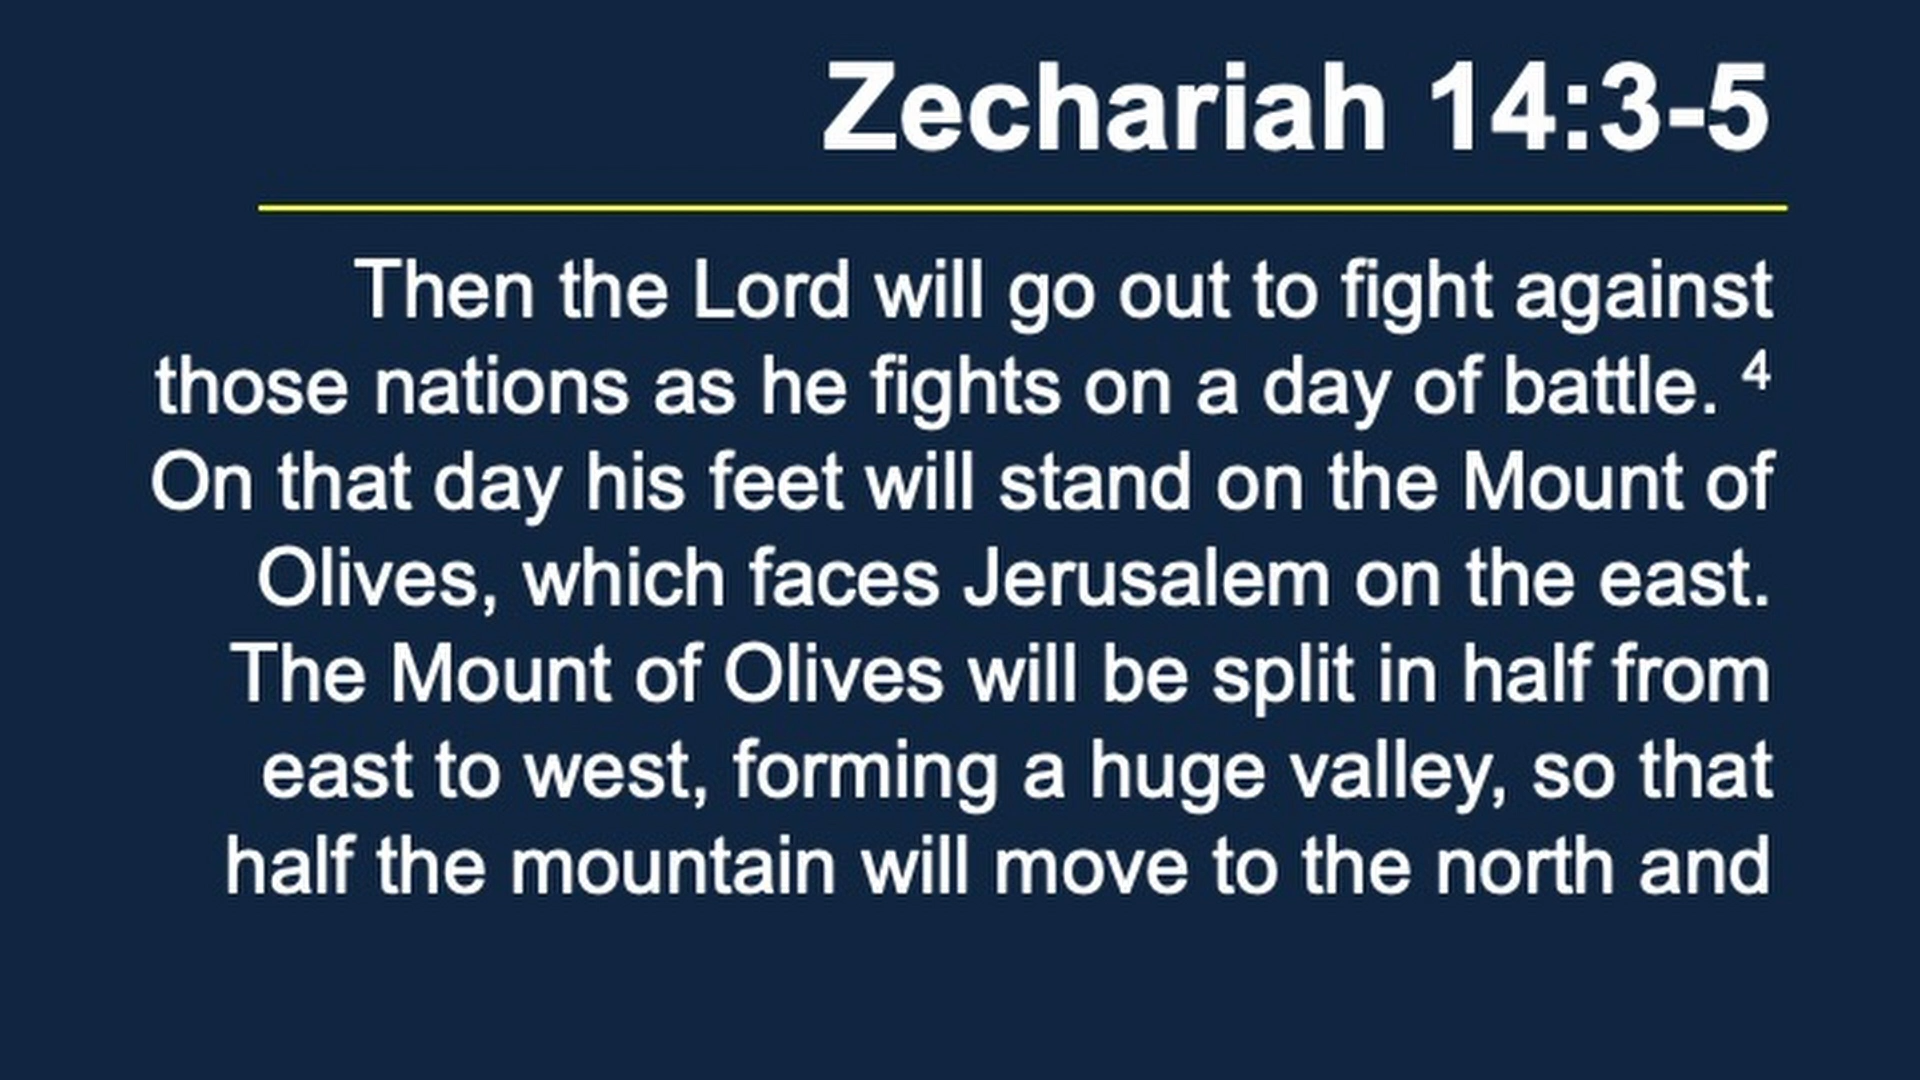 Zechariah 14:3-5
Then the Lord will go out to fight against
those nations as he fights on a day of battle. ⁴
On that day his feet will stand on the Mount of
Olives, which faces Jerusalem on the east.
The Mount of Olives will be split in half from
east to west, forming a huge valley, so that
half the mountain will move to the north and